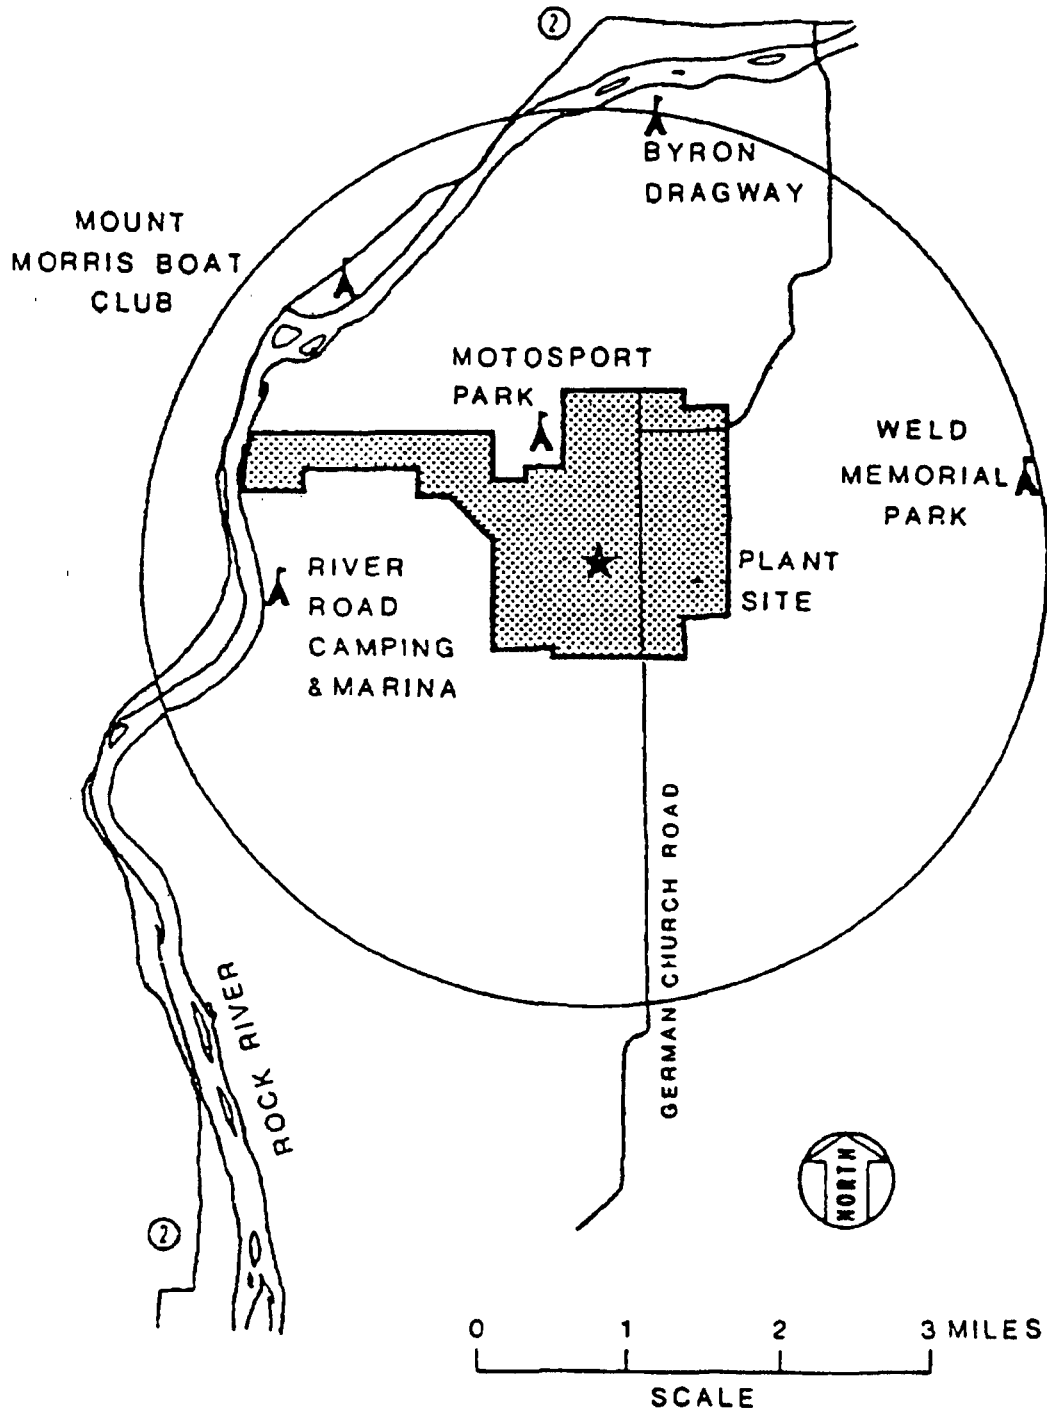 2
BYRON
DRAGWAY
MOUNT
MORRIS BOAT
CLUB
MOTOSPORT
PARK
WELD
MEMORIAL
PARK
PLANT
SITE
RIVER
ROAD
CAMPING
& MARINA
GERMAN CHURCH ROAD
ROCK RIVER
NORTH
2
0 1 2 3 MILES
SCALE